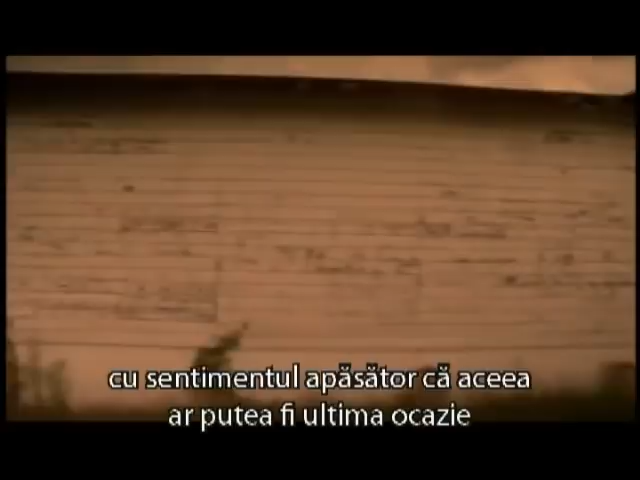 cu sentimentul apăsător că aceea
ar putea fi ultima ocazie